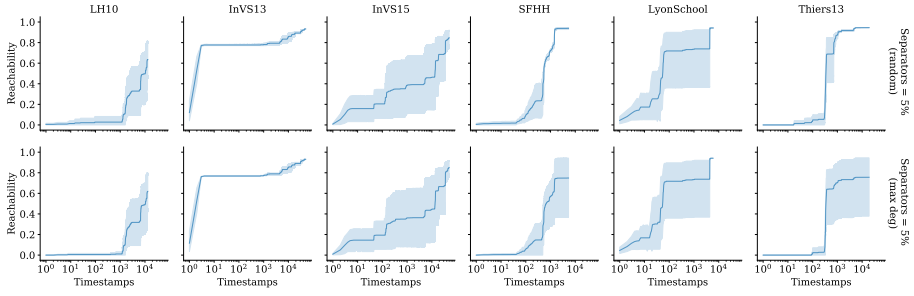 LH10 InVS13 InVS15 SFHH LyonSchool Thiers13
Reachability
1.0
0.8
0.6
0.4
0.2
0.0
Separators = 5%
(random)
Reachability
1.0
0.8
0.6
0.4
0.2
0.0
Separators = 5%
(max deg)
10⁰ 10¹ 10² 10³ 10⁴ 10⁰ 10¹ 10² 10³ 10⁴ 10⁰ 10¹ 10² 10³ 10⁴ 10⁰ 10¹ 10² 10³ 10⁴ 10⁰ 10¹ 10² 10³ 10⁴ 10⁰ 10¹ 10² 10³ 10⁴
Timestamps Timestamps Timestamps Timestamps Timestamps Timestamps